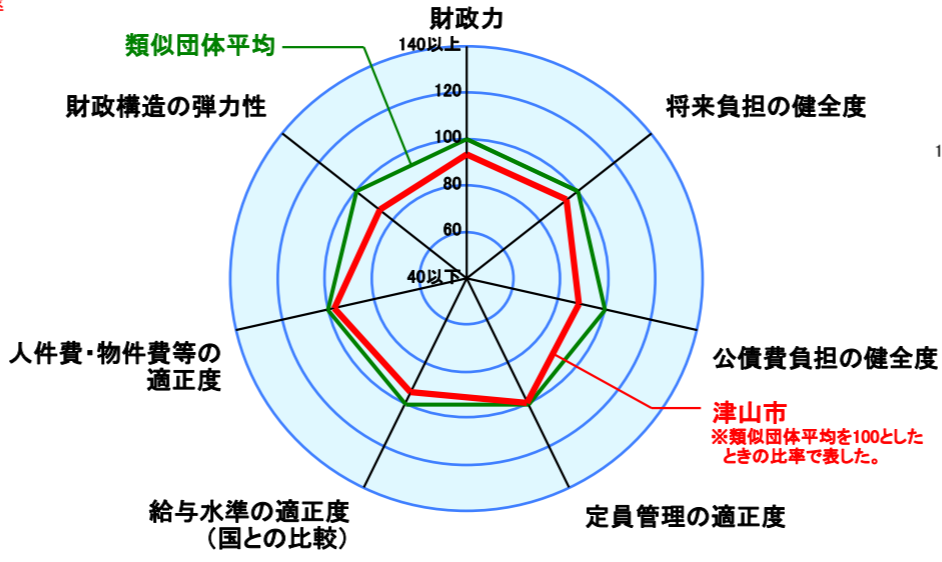 財政力
類似団体平均
140以上
財政構造の弾力性
将来負担の健全度
120
100
1
80
60
40以下
人件費・物件費等の
適正度
公債費負担の健全度
津山市
※類似団体平均を100とした
ときの比率で表した。
給与水準の適正度
（国との比較）
定員管理の適正度